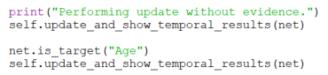 print("Performing update without evidence.")
self.update_and_show_temporal_results(net)
net.is_target("Age")
self.update_and_show_temporal_results(net)